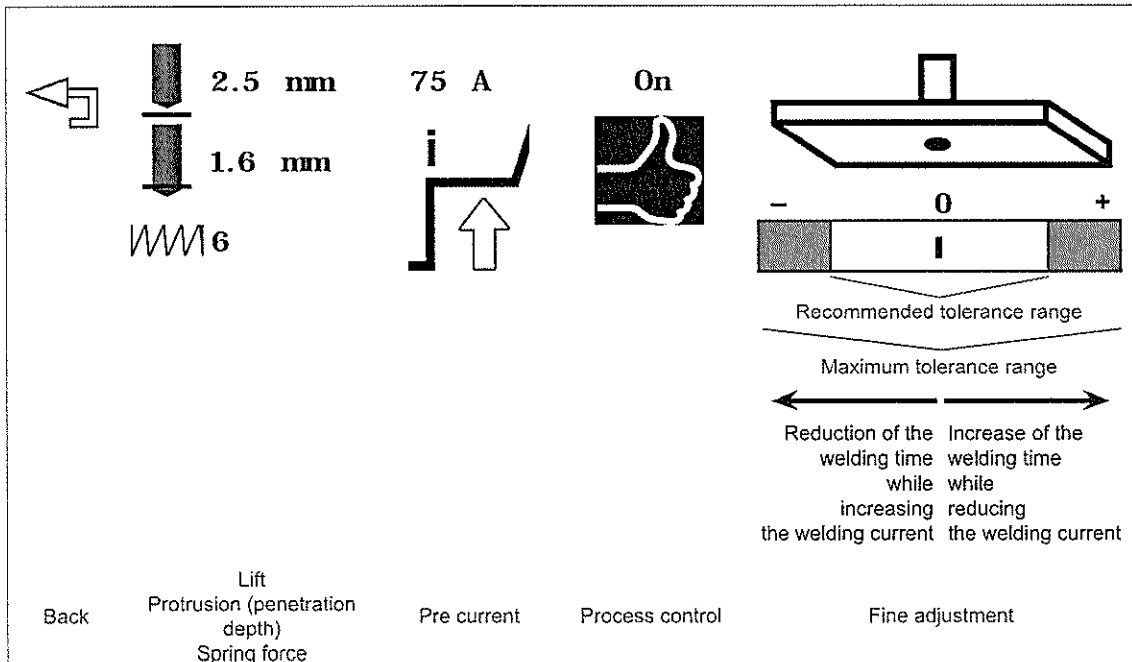 2.5 mm
75 A
On
1.6 mm
6
i
- 0 +
Recommended tolerance range
Maximum tolerance range
Reduction of the
welding time
while
increasing
the welding current
Increase of the
welding time
while
reducing
the welding current
Back
Lift
Protrusion (penetration
depth)
Spring force
Pre current
Process control
Fine adjustment